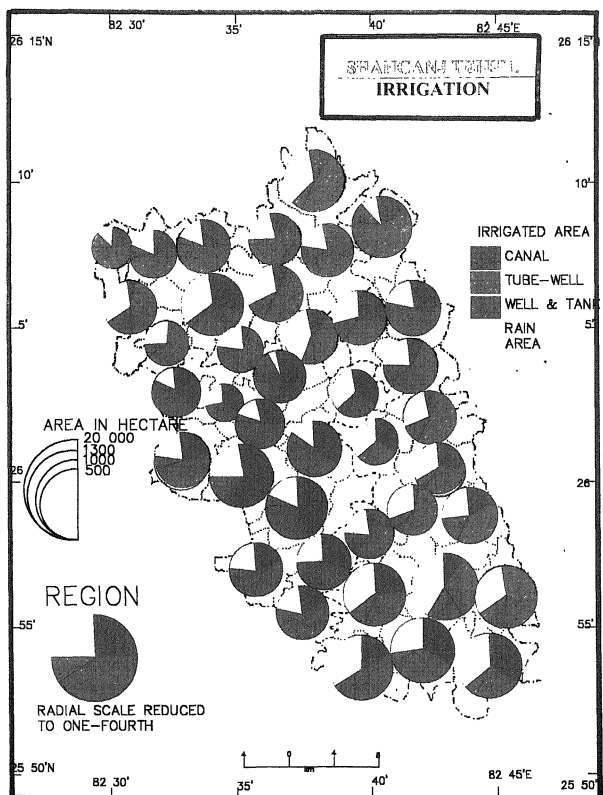 82 30' 35' 40' 82 45'E
26 15'N 26 15'
IRRIGATION
10' 10'
IRRIGATED AREA
CANAL
TUBE-WELL
WELL & TANK
RAIN
AREA
5' 5'
AREA IN HECTARE
20 000
1300
1000
500
26 26
REGION
55' 55'
RADIAL SCALE REDUCED
TO ONE-FOURTH
4 0 4 8
km
25 50'N 82 30' 35' 40' 82 45'E 25 50'